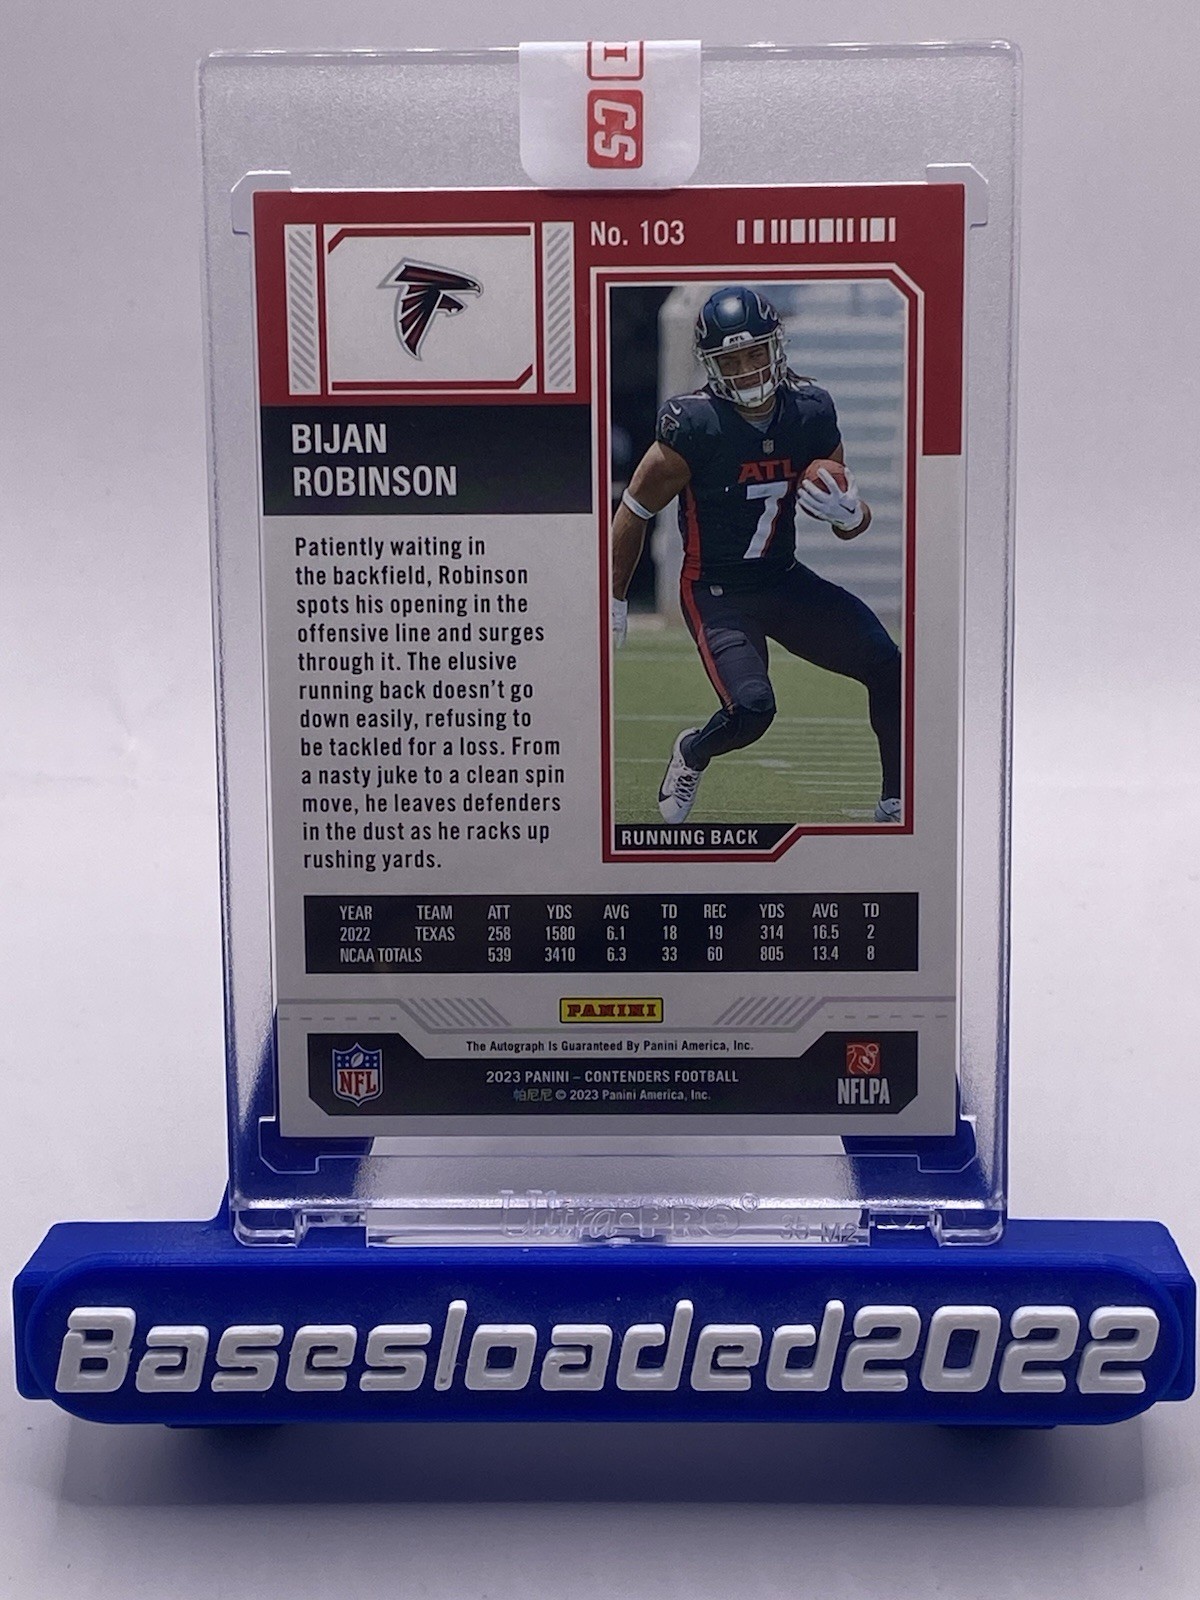 I
CS
No. 103
BIJAN
ROBINSON
ATL
ATL
7
7
Patiently waiting in
the backfield, Robinson
spots his opening in the
offensive line and surges
through it. The elusive
running back doesn't go
down easily, refusing to
be tackled for a loss. From
a nasty juke to a clean spin
move, he leaves defenders
in the dust as he racks up
rushing yards.
RUNNING BACK
YEAR TEAM ATT YDS AVG TD REC YDS AVG TD
2022 TEXAS 258 1580 6.1 18 19 314 16.5 2
NCAA TOTALS 539 3410 6.3 33 60 805 13.4 8
PANINI
The Autograph Is Guaranteed By Panini America, Inc.
NFL
2023 PANINI – CONTENDERS FOOTBALL
帕尼尼 © 2023 Panini America, Inc.
NFLPA
Ultra PRO®
Basesloaded2022